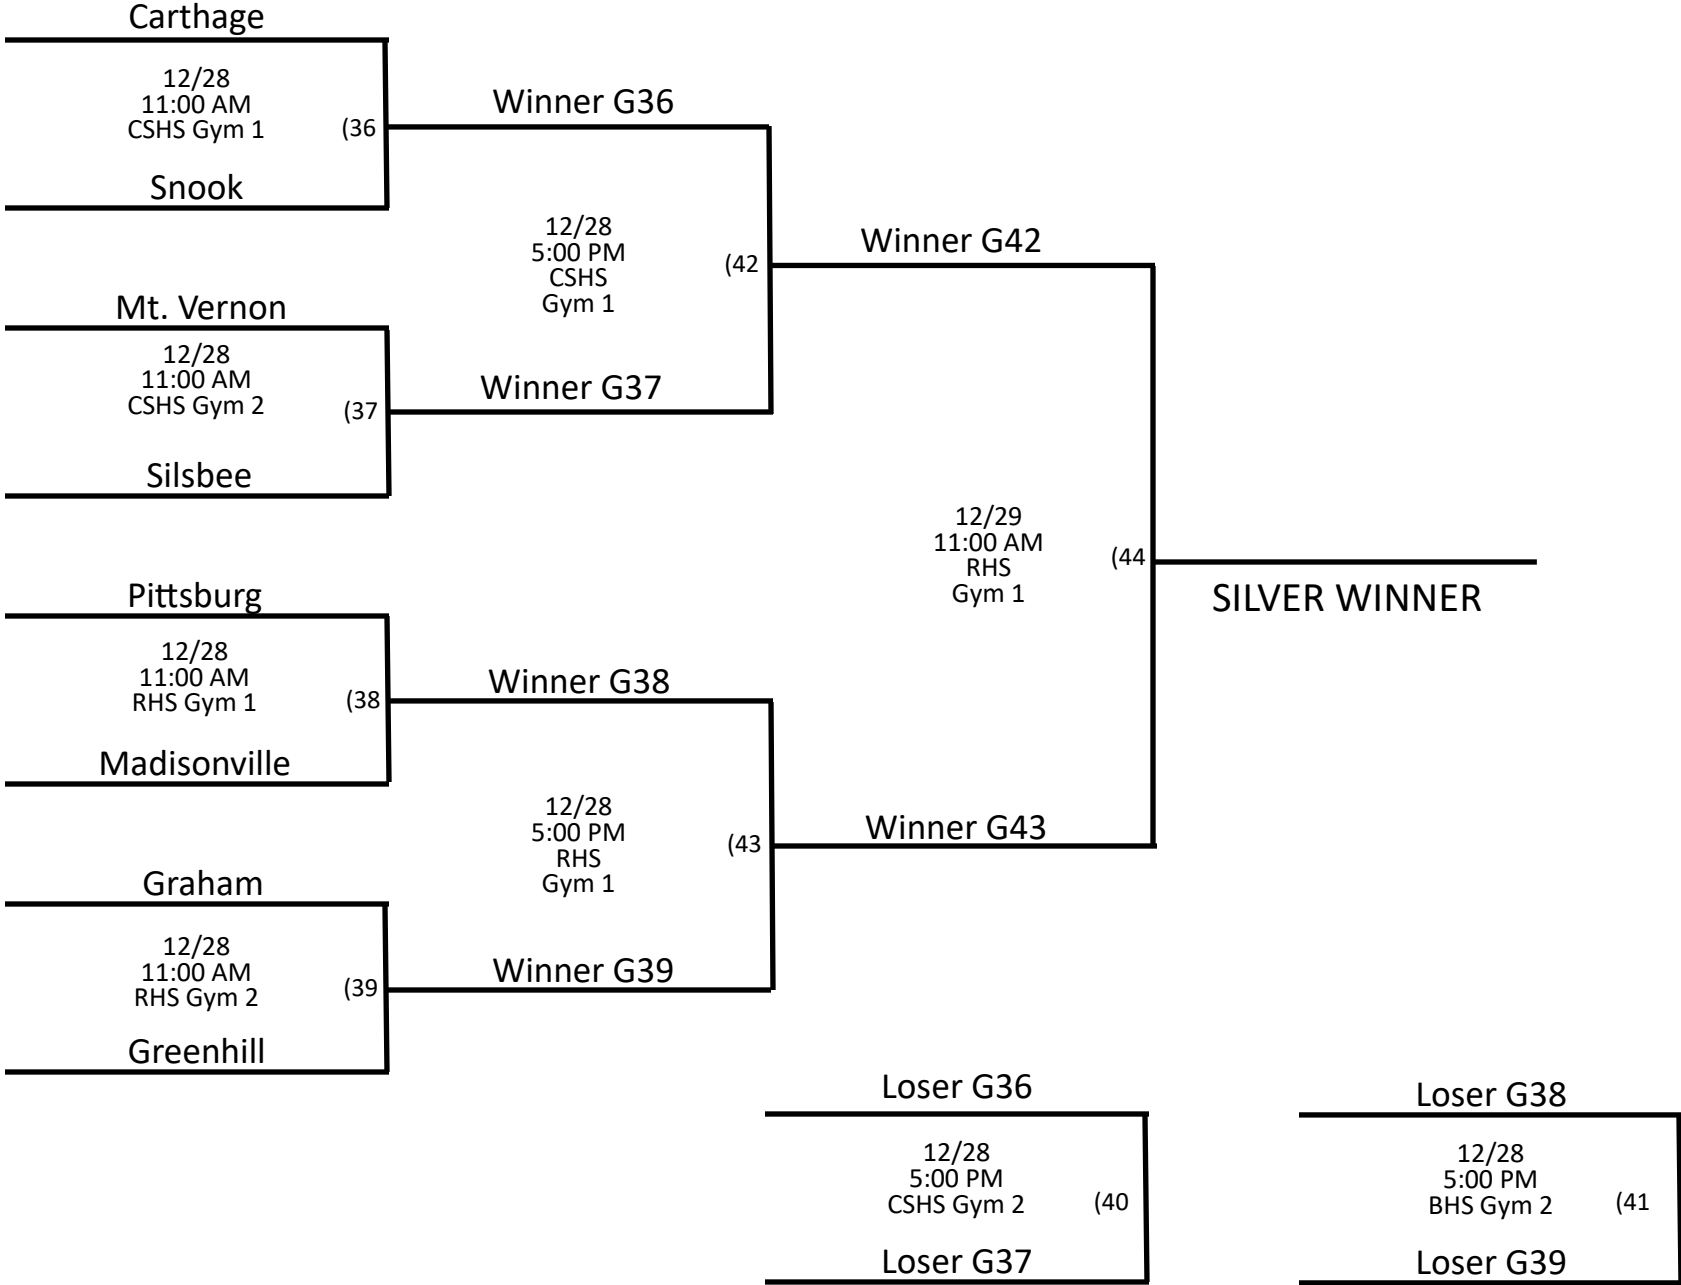 Carthage
12/28
11:00 AM
CSHS Gym 1
(36
Snook
Winner G36
12/28
5:00 PM
CSHS
Gym 1
(42
Mt. Vernon
12/28
11:00 AM
CSHS Gym 2
(37
Silsbee
Winner G37
Winner G42
12/29
11:00 AM
RHS
Gym 1
(44
SILVER WINNER
Pittsburg
12/28
11:00 AM
RHS Gym 1
(38
Madisonville
Winner G38
12/28
5:00 PM
RHS
Gym 1
(43
Winner G43
Graham
12/28
11:00 AM
RHS Gym 2
(39
Greenhill
Winner G39
Loser G36
12/28
5:00 PM
CSHS Gym 2
(40
Loser G37
Loser G38
12/28
5:00 PM
BHS Gym 2
(41
Loser G39